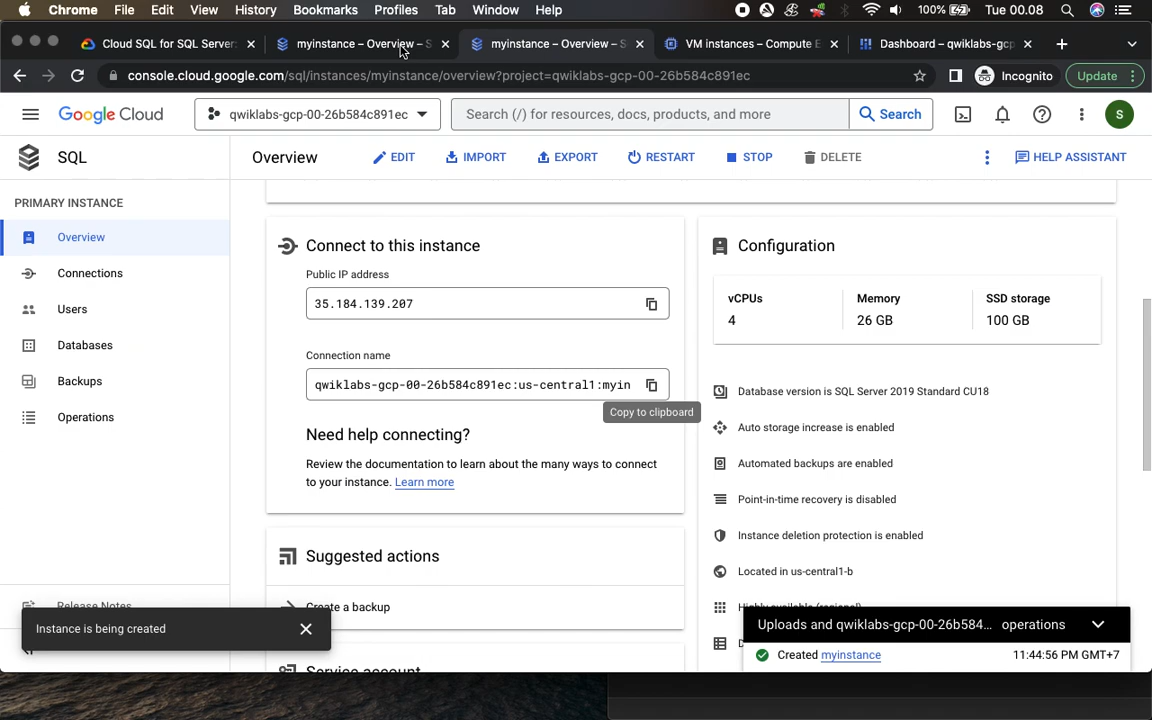 Chrome File Edit View History Bookmarks Profiles Tab Window Help 100% Tue 00.08
Cloud SQL for SQL Server: myinstance – Overview – S myinstance – Overview – S VM instances – Compute E Dashboard – qwiklabs-gcp
console.cloud.google.com/sql/instances/myinstance/overview?project=qwiklabs-gcp-00-26b584c891ec Incognito Update
Google Cloud qwiklabs-gcp-00-26b584c891ec Search (/) for resources, docs, products, and more Search S
SQL Overview EDIT IMPORT EXPORT RESTART STOP DELETE HELP ASSISTANT
PRIMARY INSTANCE
Overview
Connections
Users
Databases
Backups
Operations
Release Notes
Connect to this instance
Public IP address
35.184.139.207
Connection name
qwiklabs-gcp-00-26b584c891ec:us-central1:myin
Copy to clipboard
Need help connecting?
Review the documentation to learn about the many ways to connect
to your instance. Learn more
Suggested actions
Create a backup
Service account
Configuration
vCPUs Memory SSD storage
4 26 GB 100 GB
Database version is SQL Server 2019 Standard CU18
Auto storage increase is enabled
Automated backups are enabled
Point-in-time recovery is disabled
Instance deletion protection is enabled
Located in us-central1-b
Highly available (regional)
Instance is being created
Uploads and qwiklabs-gcp-00-26b584... operations
Created myinstance 11:44:56 PM GMT+7